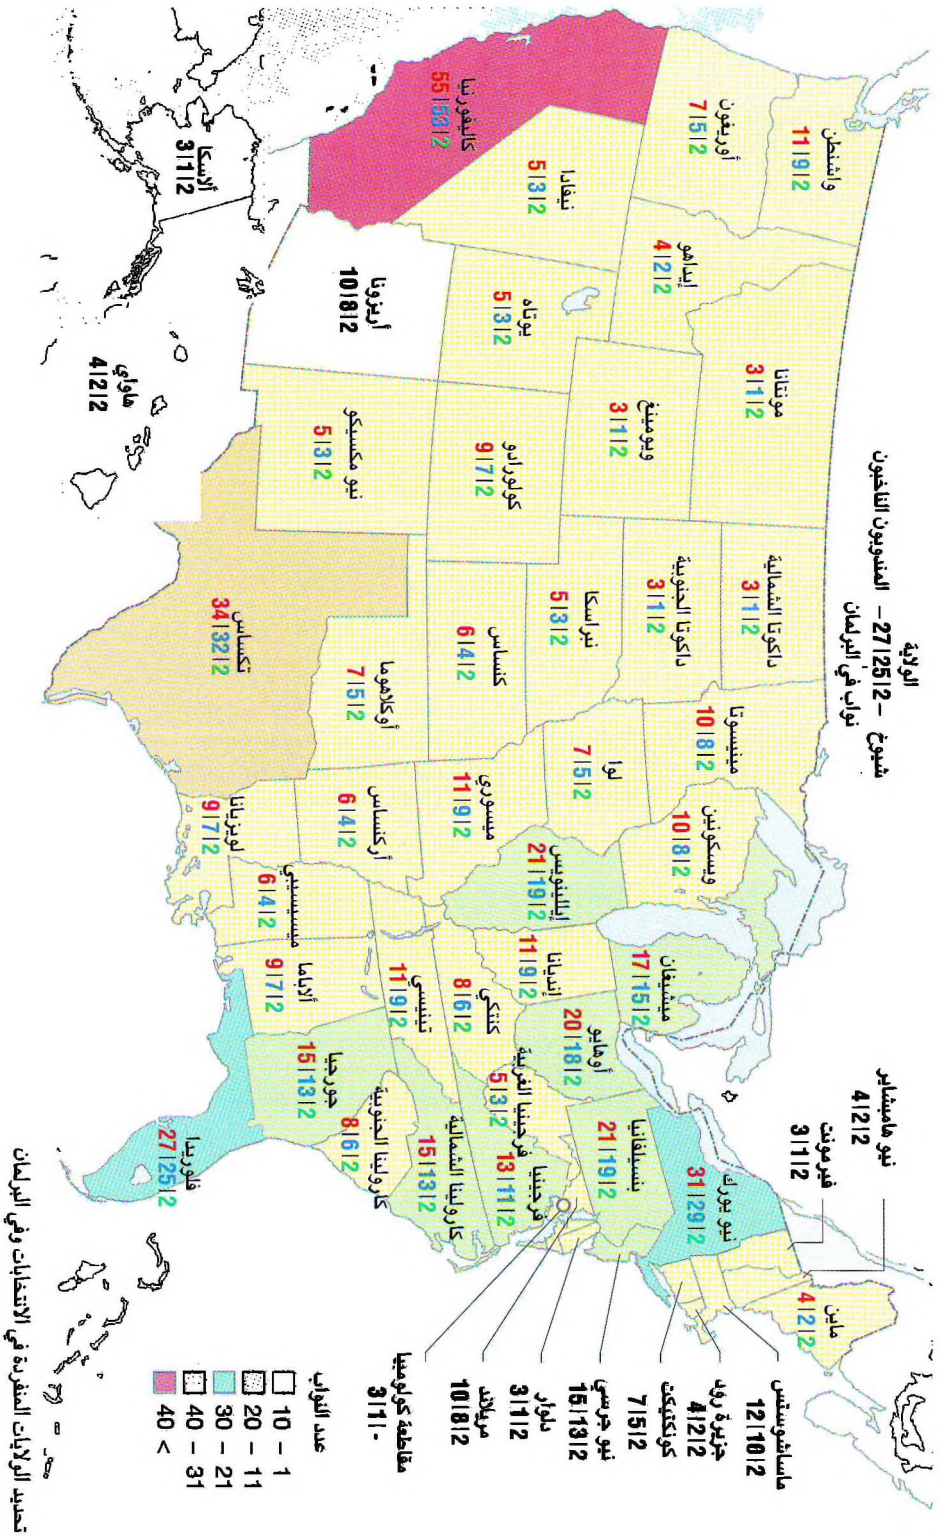 الولاية
شيوخ – 27|25|2 – المندوبون الناخبون
نواب في البرلمان
واشنطن
11|9|2
أوريغون
7|5|2
كاليفورنيا
55|53|2
نيفادا
5|3|2
إيداهو
4|2|2
مونتانا
3|1|2
ويومينغ
3|1|2
يوتاه
5|3|2
أريزونا
10|8|2
كولورادو
9|7|2
نيو مكسيكو
5|3|2
داكوتا الشمالية
3|1|2
داكوتا الجنوبية
3|1|2
نبراسكا
5|3|2
كنساس
6|4|2
أوكلاهوما
7|5|2
تكساس
34|32|2
مينيسوتا
10|8|2
لوا
7|5|2
ميسوري
11|9|2
أركنساس
6|4|2
لويزيانا
9|7|2
ويسكونين
10|8|2
إيللينويس
21|19|2
ميسيسيبي
6|4|2
ميشيغان
17|15|2
إنديانا
11|9|2
كنتكي
8|6|2
تينيسي
11|9|2
ألاباما
9|7|2
أوهايو
20|18|2
فرجينيا الغربية
5|3|2
فرجينيا
13|11|2
كارولينا الشمالية
15|13|2
كارولينا الجنوبية
8|6|2
جورجيا
15|13|2
فلوريدا
27|25|2
بنسيلفانيا
21|19|2
نيو يورك
31|29|2
ماين
4|2|2
نيو هامبشاير
4|2|2
فيرمونت
3|1|2
ماساشوستس
12|10|2
جزيرة رود
4|2|2
كونكتيكت
7|5|2
نيو جرسي
15|13|2
دلوار
3|1|2
مريلاند
10|8|2
مقاطعة كولومبيا
3|1|-
ألاسكا
3|1|2
هاواي
4|2|2
عدد النواب
10 – 1
20 – 11
30 – 21
40 – 31
40 <
تحديد الولايات المنفردة في الانتخابات وفي البرلمان